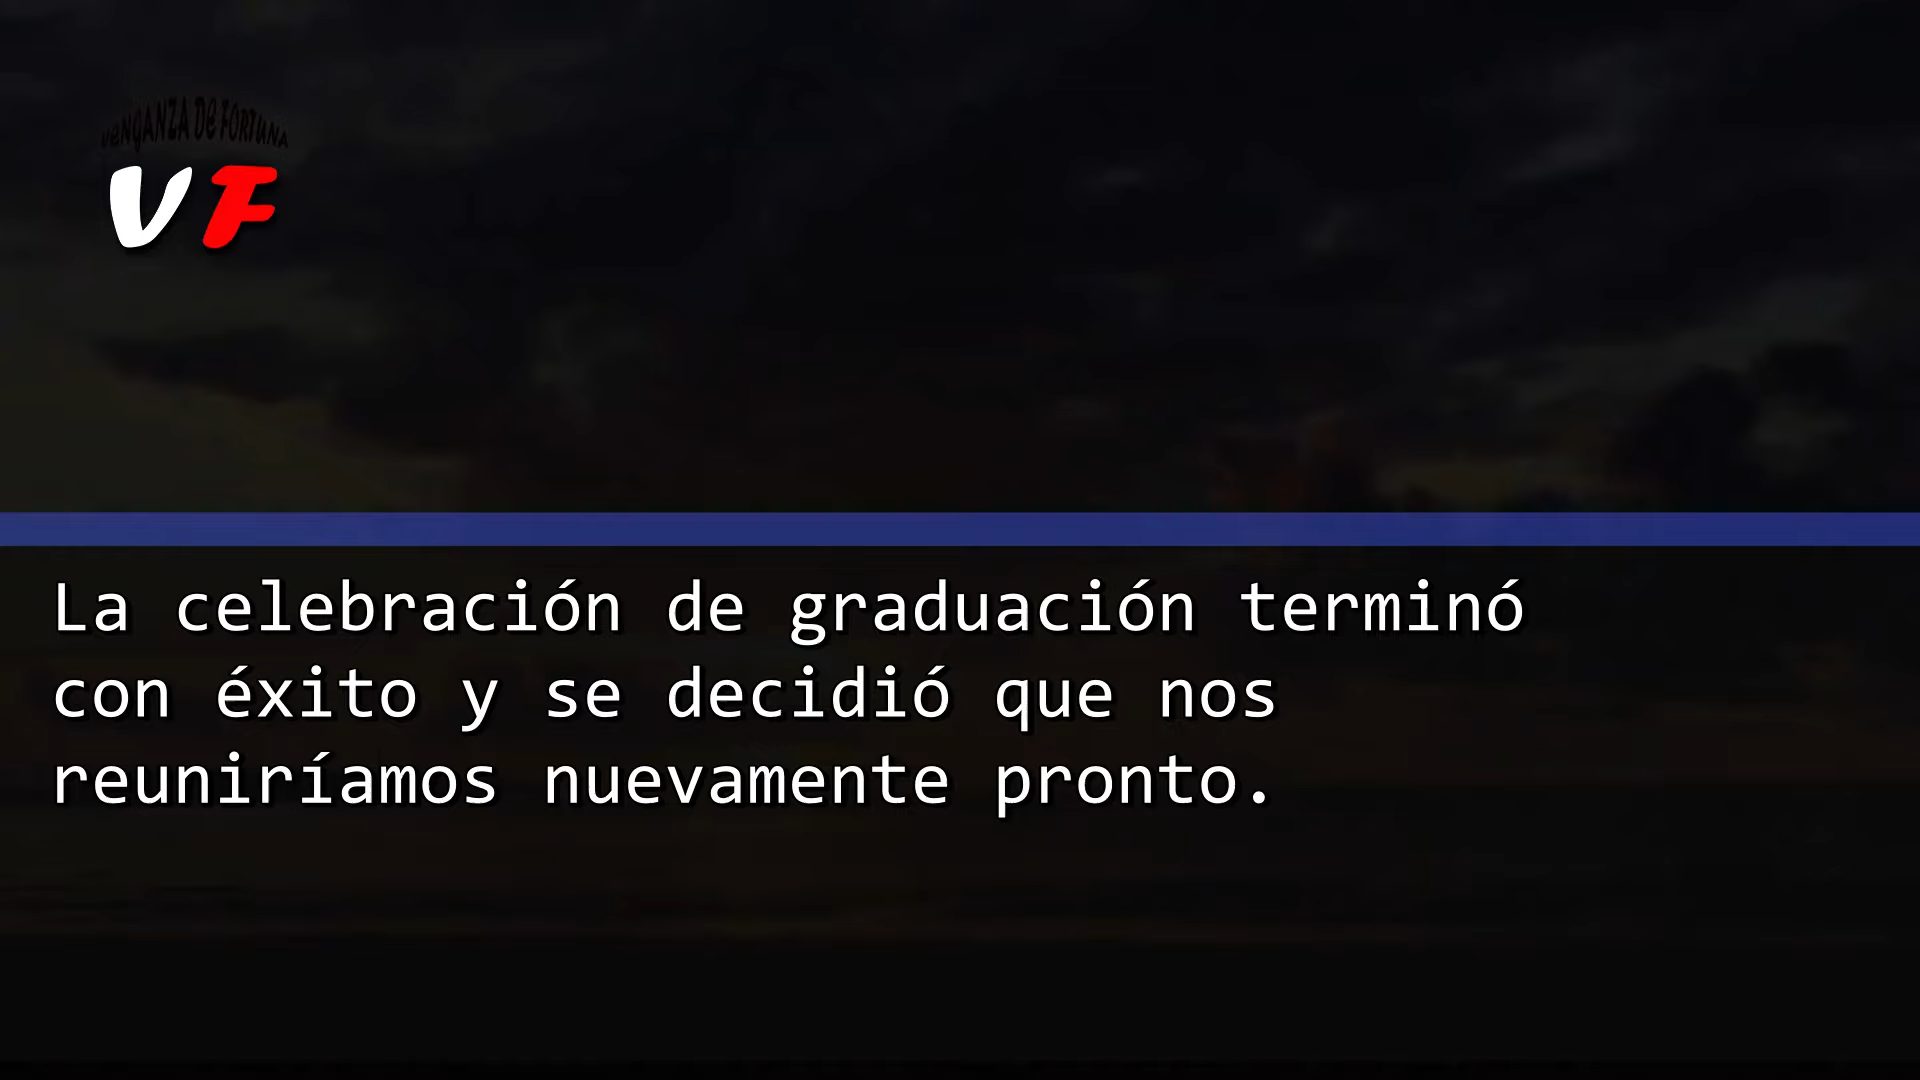 VENGANZA DE FORTUNA
VF
La celebración de graduación terminó
con éxito y se decidió que nos
reuniríamos nuevamente pronto.